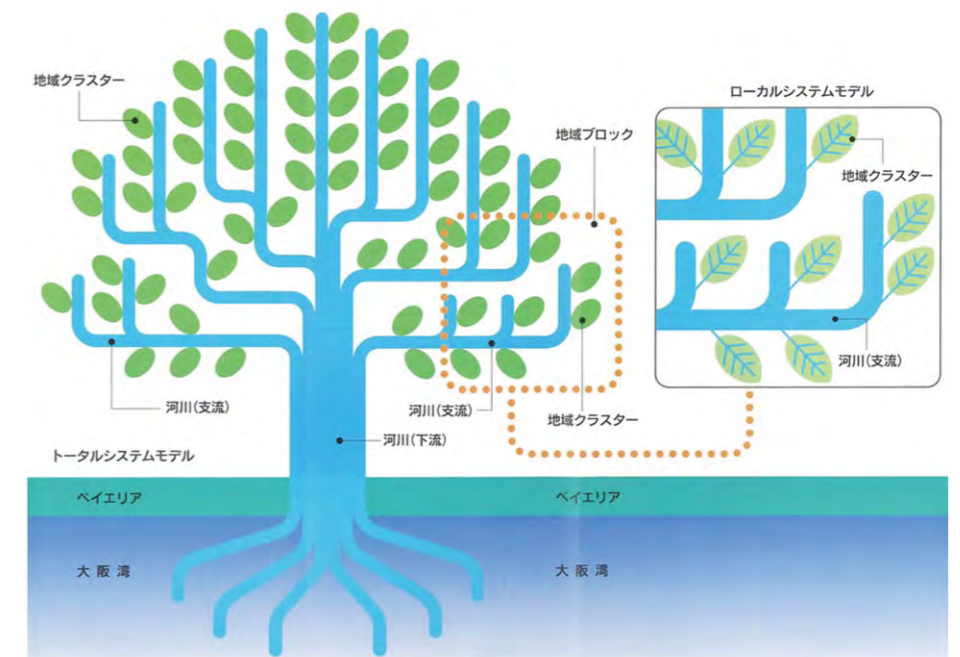 ローカルシステムモデル
地域クラスター
地域ブロック
地域クラスター
河川(支流)
河川(支流)
河川(支流)
地域クラスター
河川(下流)
トータルシステムモデル
ベイエリア
ベイエリア
大阪湾
大阪湾